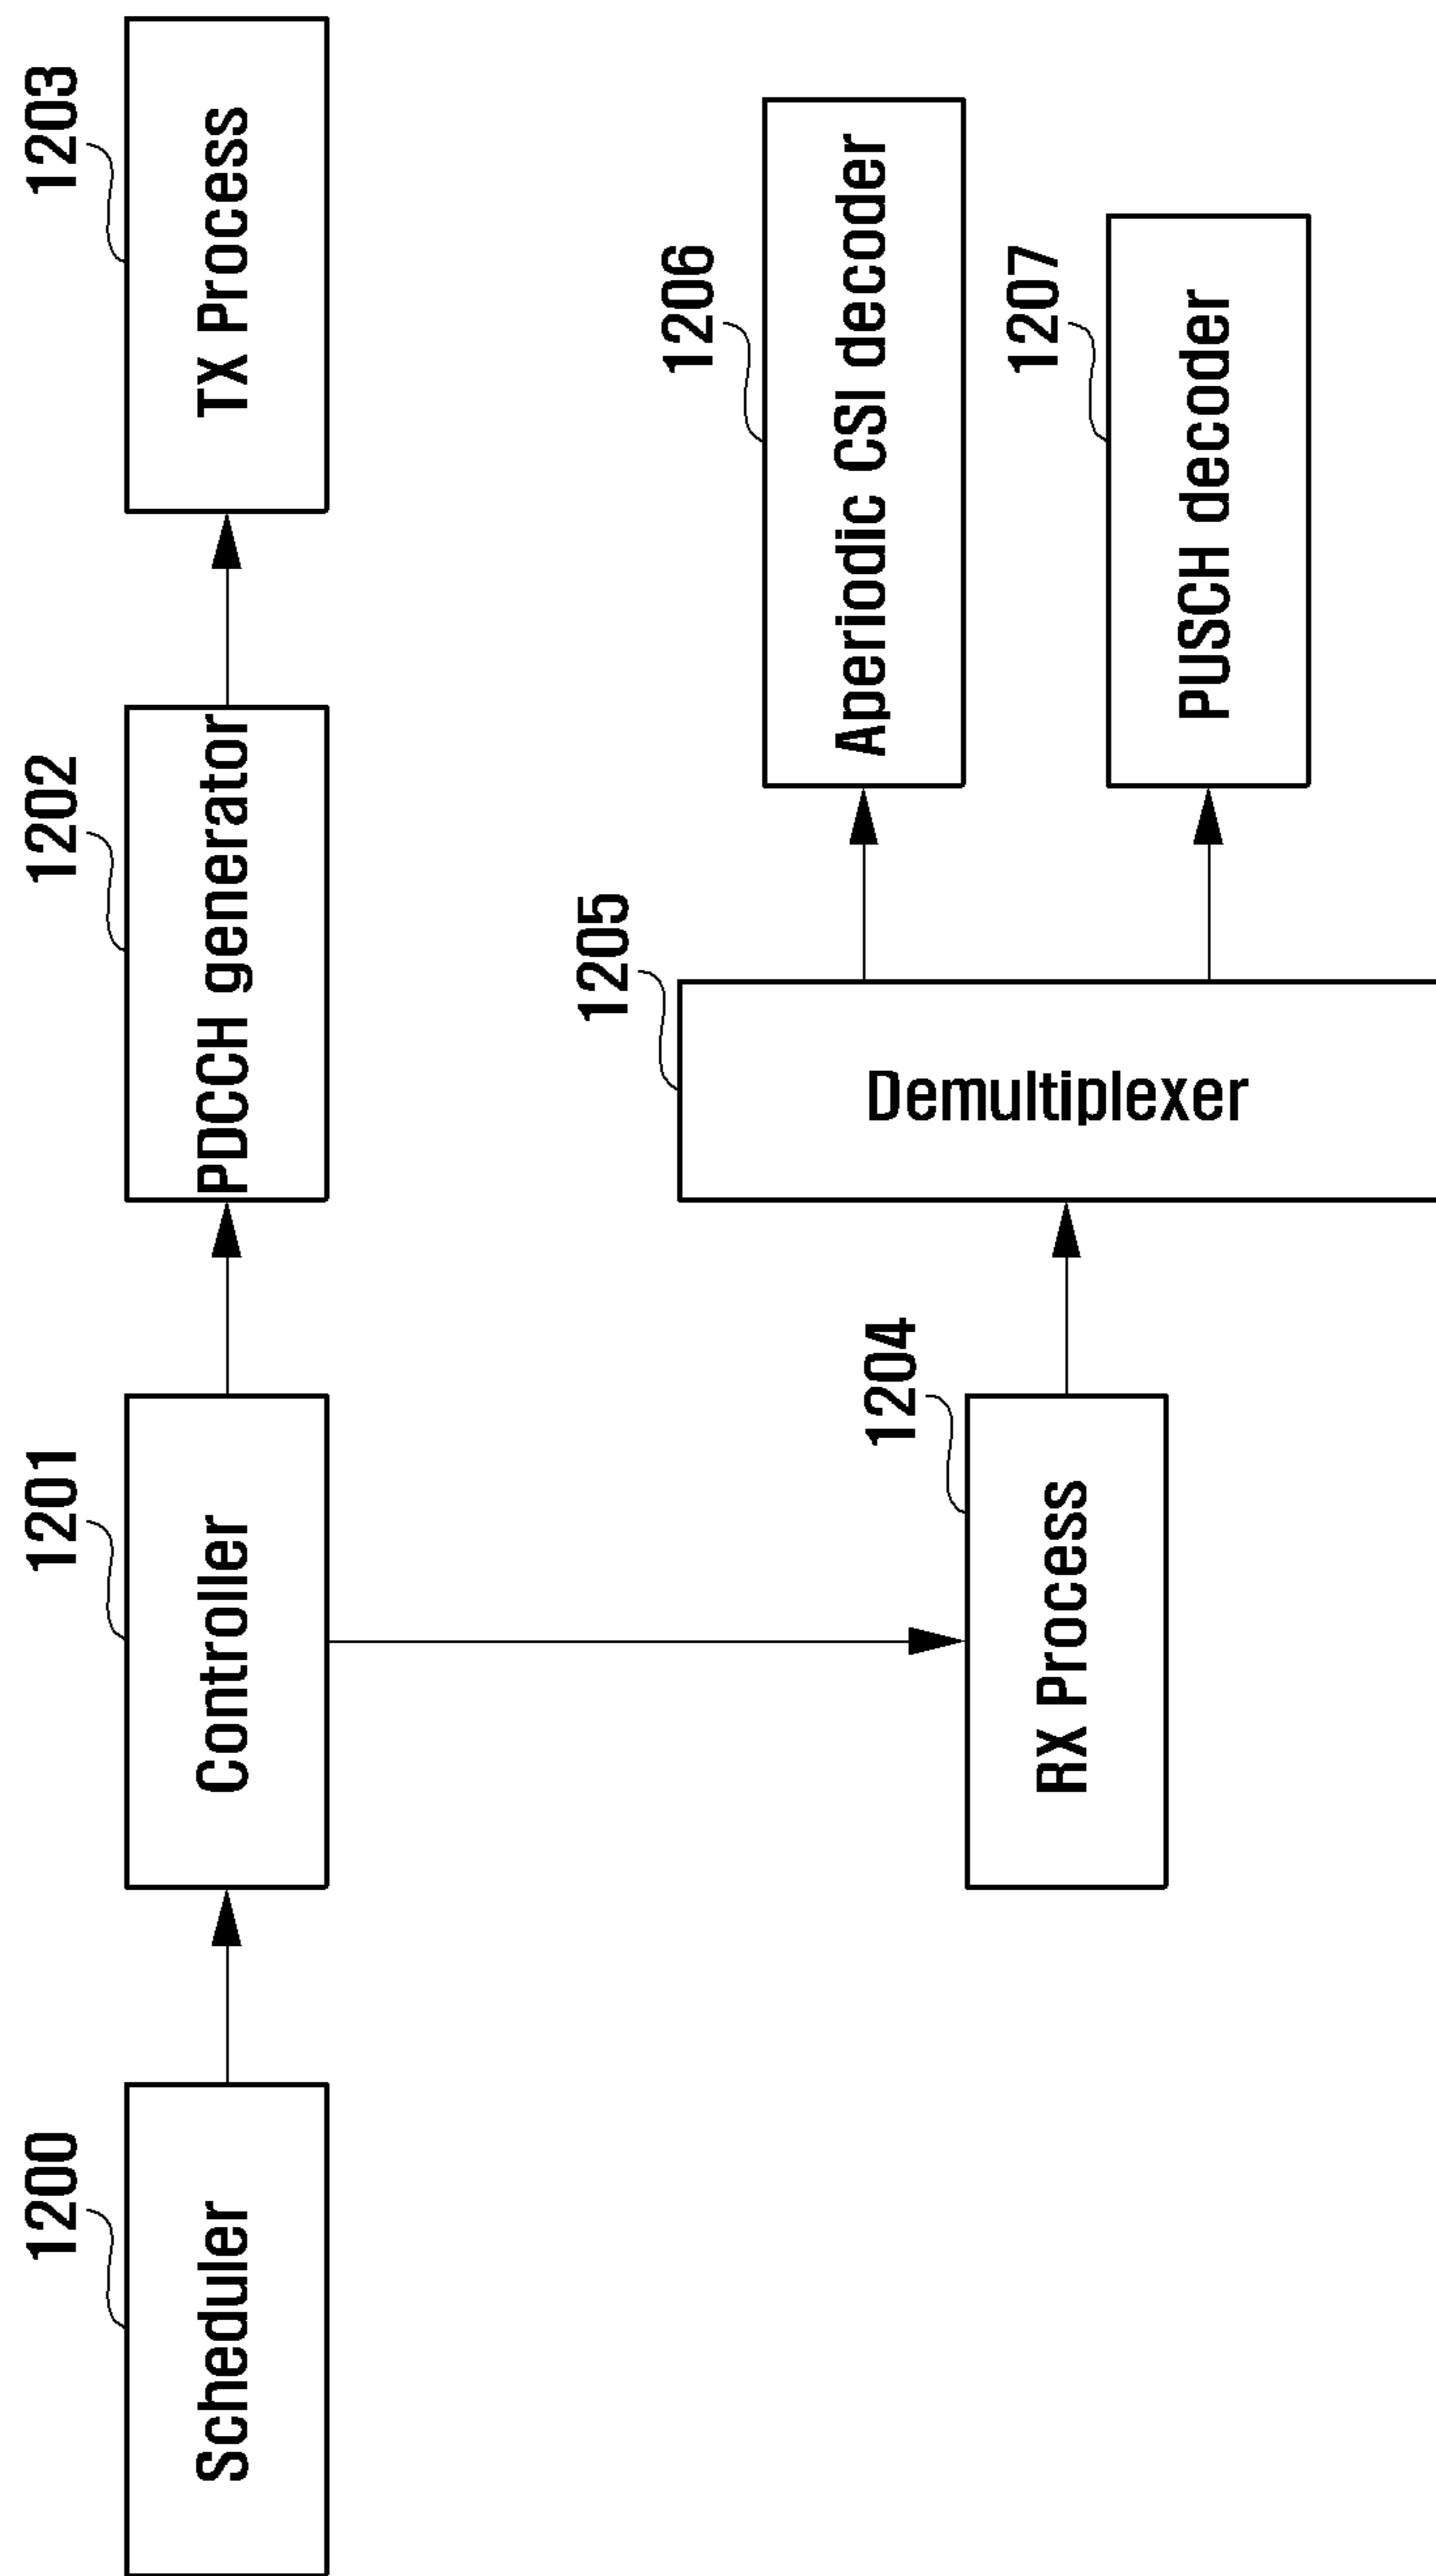 1200
Scheduler
1201
Controller
1202
PDCCH generator
1203
TX Process
1204
RX Process
1205
Demultiplexer
1206
Aperiodic CSI decoder
1207
PUSCH decoder